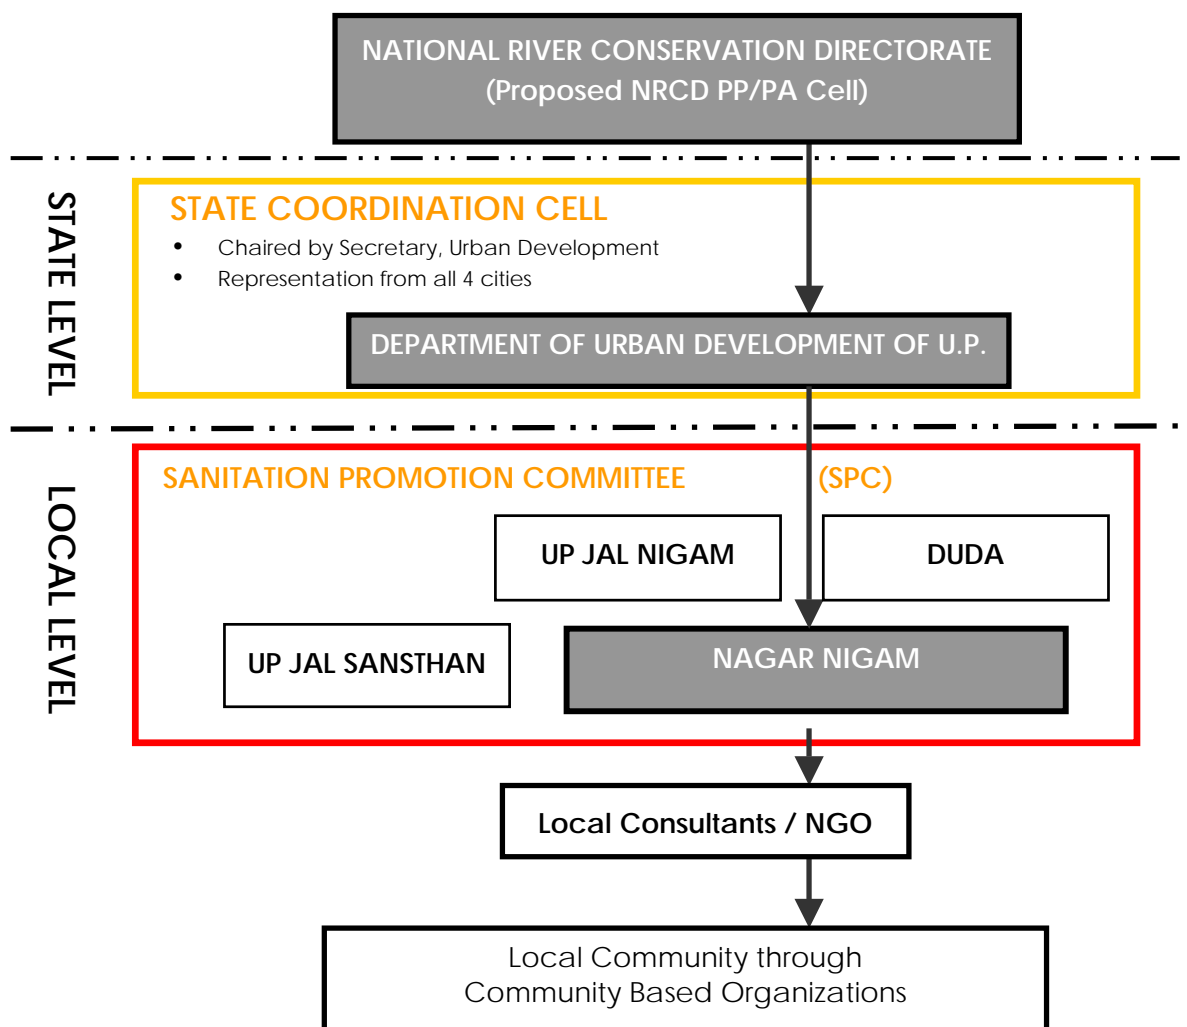 NATIONAL RIVER CONSERVATION DIRECTORATE
(Proposed NRCD PP/PA Cell)
STATE LEVEL
STATE COORDINATION CELL
• Chaired by Secretary, Urban Development
• Representation from all 4 cities
DEPARTMENT OF URBAN DEVELOPMENT OF U.P.
LOCAL LEVEL
SANITATION PROMOTION COMMITTEE (SPC)
UP JAL NIGAM
DUDA
UP JAL SANSTHAN
NAGAR NIGAM
Local Consultants / NGO
Local Community through
Community Based Organizations